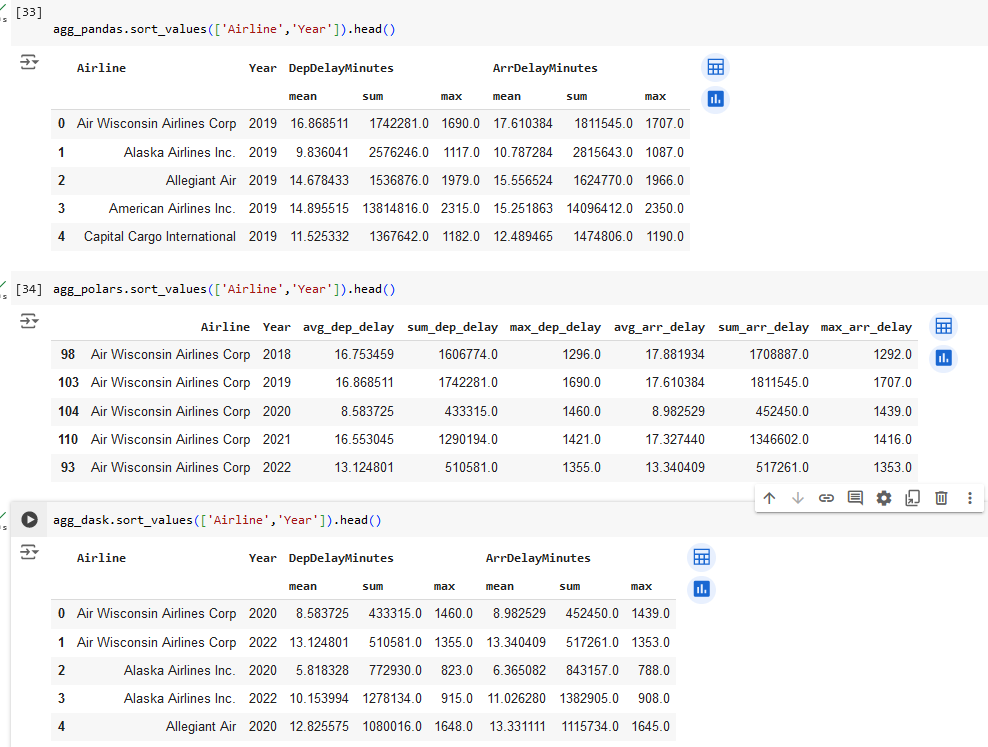 [33]
agg_pandas.sort_values(['Airline','Year']).head()
Airline Year DepDelayMinutes ArrDelayMinutes
mean sum max mean sum max
0 Air Wisconsin Airlines Corp 2019 16.868511 1742281.0 1690.0 17.610384 1811545.0 1707.0
1 Alaska Airlines Inc. 2019 9.836041 2576246.0 1117.0 10.787284 2815643.0 1087.0
2 Allegiant Air 2019 14.678433 1536876.0 1979.0 15.556524 1624770.0 1966.0
3 American Airlines Inc. 2019 14.895515 13814816.0 2315.0 15.251863 14096412.0 2350.0
4 Capital Cargo International 2019 11.525332 1367642.0 1182.0 12.489465 1474806.0 1190.0
[34] agg_polars.sort_values(['Airline','Year']).head()
Airline Year avg_dep_delay sum_dep_delay max_dep_delay avg_arr_delay sum_arr_delay max_arr_delay
98 Air Wisconsin Airlines Corp 2018 16.753459 1606774.0 1296.0 17.881934 1708887.0 1292.0
103 Air Wisconsin Airlines Corp 2019 16.868511 1742281.0 1690.0 17.610384 1811545.0 1707.0
104 Air Wisconsin Airlines Corp 2020 8.583725 433315.0 1460.0 8.982529 452450.0 1439.0
110 Air Wisconsin Airlines Corp 2021 16.553045 1290194.0 1421.0 17.327440 1346602.0 1416.0
93 Air Wisconsin Airlines Corp 2022 13.124801 510581.0 1355.0 13.340409 517261.0 1353.0
agg_dask.sort_values(['Airline','Year']).head()
Airline Year DepDelayMinutes ArrDelayMinutes
mean sum max mean sum max
0 Air Wisconsin Airlines Corp 2020 8.583725 433315.0 1460.0 8.982529 452450.0 1439.0
1 Air Wisconsin Airlines Corp 2022 13.124801 510581.0 1355.0 13.340409 517261.0 1353.0
2 Alaska Airlines Inc. 2020 5.818328 772930.0 823.0 6.365082 843157.0 788.0
3 Alaska Airlines Inc. 2022 10.153994 1278134.0 915.0 11.026280 1382905.0 908.0
4 Allegiant Air 2020 12.825575 1080016.0 1648.0 13.331111 1115734.0 1645.0